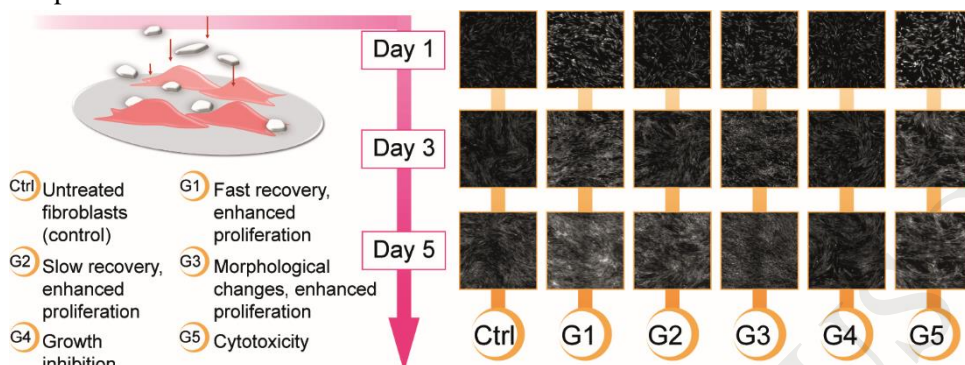 Day 1
Day 3
Day 5
Ctrl Untreated
fibroblasts
(control)
G1 Fast recovery,
enhanced
proliferation
G2 Slow recovery,
enhanced
proliferation
G3 Morphological
changes, enhanced
proliferation
G4 Growth
inhibition
G5 Cytotoxicity
Ctrl G1 G2 G3 G4 G5